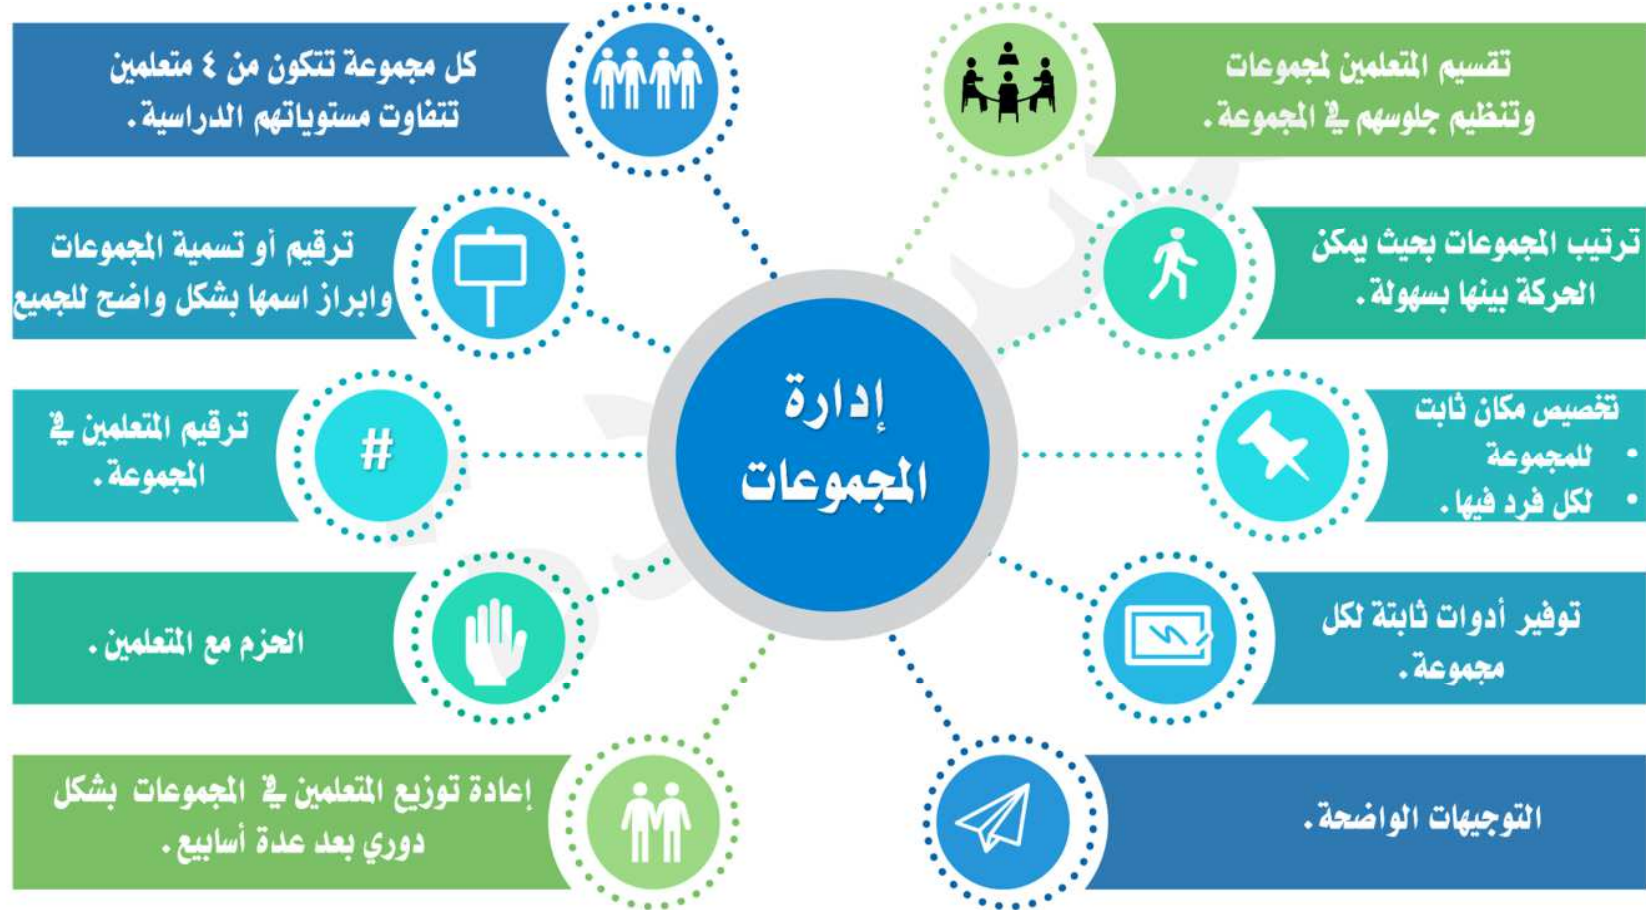 إدارة
المجموعات
تقسيم المتعلمين لمجموعات
وتنظيم جلوسهم في المجموعة.
ترتيب المجموعات بحيث يمكن
الحركة بينها بسهولة.
تخصيص مكان ثابت
• للمجموعة
• لكل فرد فيها.
توفير أدوات ثابتة لكل
مجموعة.
التوجيهات الواضحة.
كل مجموعة تتكون من ٤ متعلمين
تتفاوت مستوياتهم الدراسية.
ترقيم أو تسمية المجموعات
وابراز اسمها بشكل واضح للجميع
#
ترقيم المتعلمين في
المجموعة.
الحزم مع المتعلمين.
إعادة توزيع المتعلمين في المجموعات بشكل
دوري بعد عدة أسابيع.